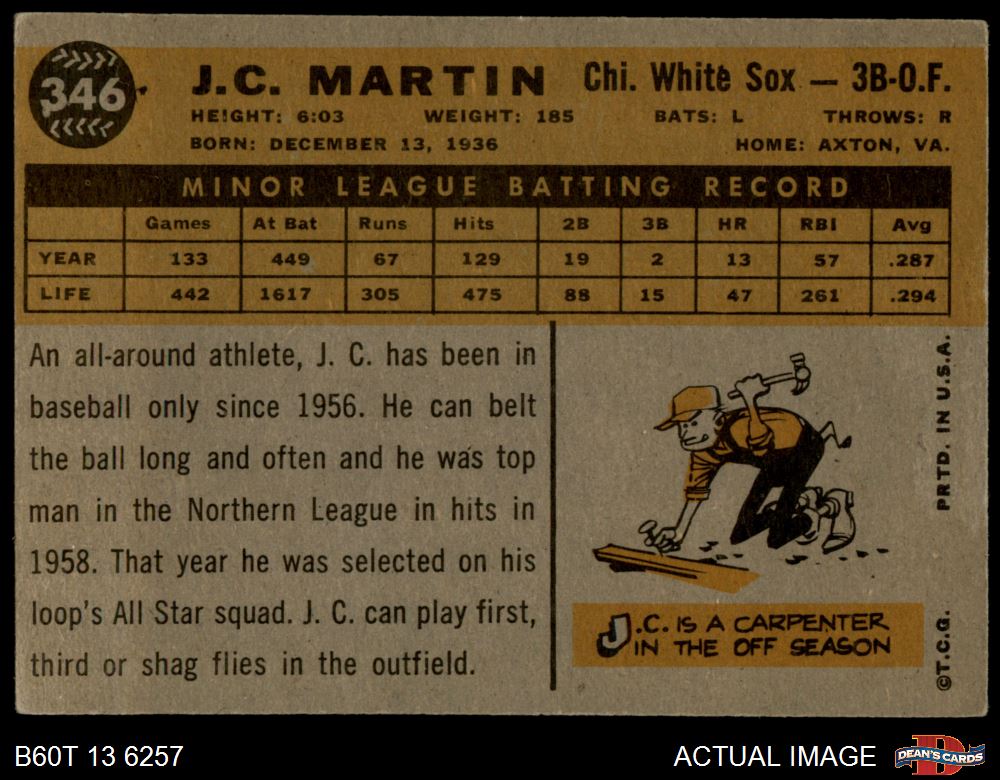 346
J.C. MARTIN Chi. White Sox — 3B-O.F.
HEIGHT: 6:03 WEIGHT: 185 BATS: L THROWS: R
BORN: DECEMBER 13, 1936 HOME: AXTON, VA.
MINOR LEAGUE BATTING RECORD
Games At Bat Runs Hits 2B 3B HR RBI Avg
YEAR 133 449 67 129 19 2 13 57 .287
LIFE 442 1617 305 475 88 15 47 261 .294
An all-around athlete, J. C. has been in
baseball only since 1956. He can belt
the ball long and often and he was top
man in the Northern League in hits in
1958. That year he was selected on his
loop's All Star squad. J. C. can play first,
third or shag flies in the outfield.
J.C. IS A CARPENTER
IN THE OFF SEASON
PRTD. IN U.S.A.
©T.C.G.
B60T 13 6257 ACTUAL IMAGE
D
DEAN'S CARDS